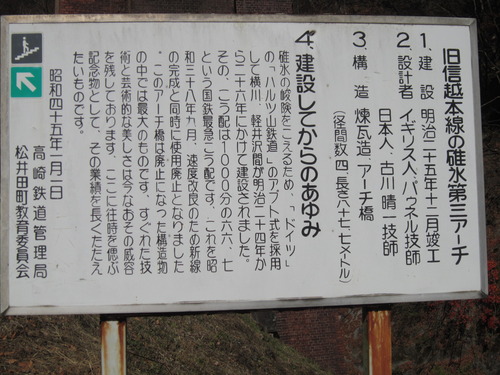 旧信越本線の碓氷第三アーチ
1. 建設 明治二十五年十二月竣工
2. 設計者 イギリス人、パウネル技師
日本人、古川晴一技師
3. 構造 煉瓦造、アーチ橋
(径間数四、長さ八十七、七メートル)
4. 建設してからのあゆみ
碓氷の峻険をこえるため、「ドイツ」
の「ハルツ山鉄道」のアプト式を採用
して横川、軽井沢間が明治二十四年か
ら二十六年にかけて建設されました。
その、こう配は1000分の六六、七
という国鉄最急こう配です。これを昭
和三十八年九月、速度改良のための新線
の完成と同時に使用廃止となりました
。このアーチ橋は廃止になった構造物
の中では最大のものです。すぐれた技
術と芸術的な美しさは今なおその威容
を残しております、ここに往時を偲ぶ
記念物として、その業績を長くたたえ
たいものです。
昭和四十五年二月一日
高崎鉄道管理局
松井田町教育委員会